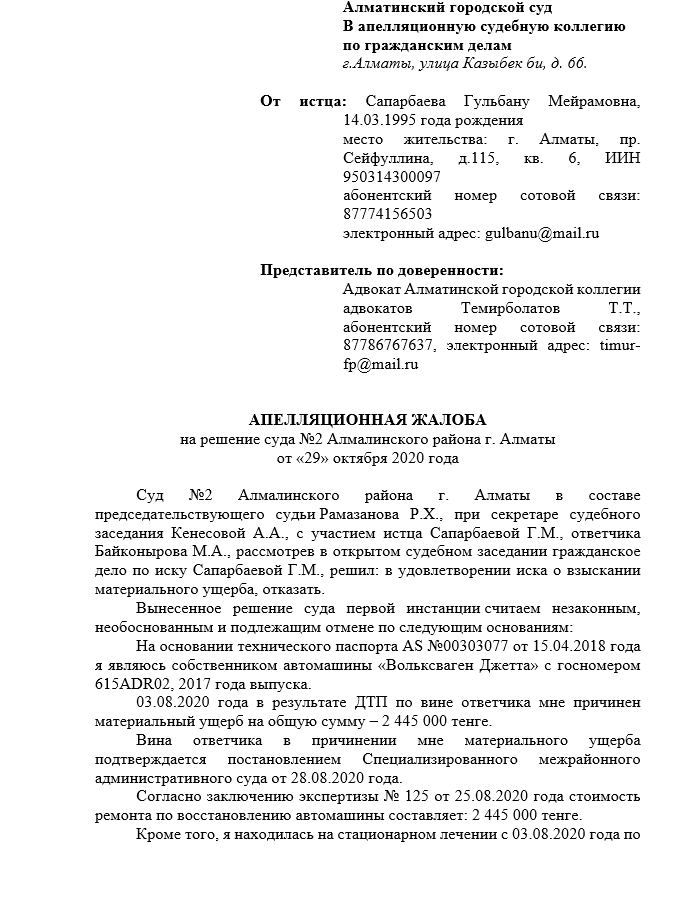 Алматинский городской суд
В апелляционную судебную коллегию
по гражданским делам
г.Алматы, улица Казыбек би, д. 66.
От истца: Сапарбаева Гульбану Мейрамовна,
14.03.1995 года рождения
место жительства: г. Алматы, пр.
Сейфуллина, д.115, кв. 6, ИИН
950314300097
абонентский номер сотовой связи:
87774156503
электронный адрес: gulbanu@mail.ru
Представитель по доверенности:
Адвокат Алматинской городской коллегии
адвокатов Темирболатов Т.Т.,
абонентский номер сотовой связи:
87786767637, электронный адрес: timur-
fp@mail.ru
АПЕЛЛЯЦИОННАЯ ЖАЛОБА
на решение суда №2 Алмалинского района г. Алматы
от «29» октября 2020 года
Суд №2 Алмалинского района г. Алматы в составе
председательствующего судьи Рамазанова Р.Х., при секретаре судебного
заседания Кенесовой А.А., с участием истца Сапарбаевой Г.М., ответчика
Байконырова М.А., рассмотрев в открытом судебном заседании гражданское
дело по иску Сапарбаевой Г.М., решил: в удовлетворении иска о взыскании
материального ущерба, отказать.
Вынесенное решение суда первой инстанции считаем незаконным,
необоснованным и подлежащим отмене по следующим основаниям:
На основании технического паспорта AS №00303077 от 15.04.2018 года
я являюсь собственником автомашины «Вольксваген Джетта» с госномером
615ADR02, 2017 года выпуска.
03.08.2020 года в результате ДТП по вине ответчика мне причинен
материальный ущерб на общую сумму – 2 445 000 тенге.
Вина ответчика в причинении мне материального ущерба
подтверждается постановлением Специализированного межрайонного
административного суда от 28.08.2020 года.
Согласно заключению экспертизы № 125 от 25.08.2020 года стоимость
ремонта по восстановлению автомашины составляет: 2 445 000 тенге.
Кроме того, я находилась на стационарном лечении с 03.08.2020 года по